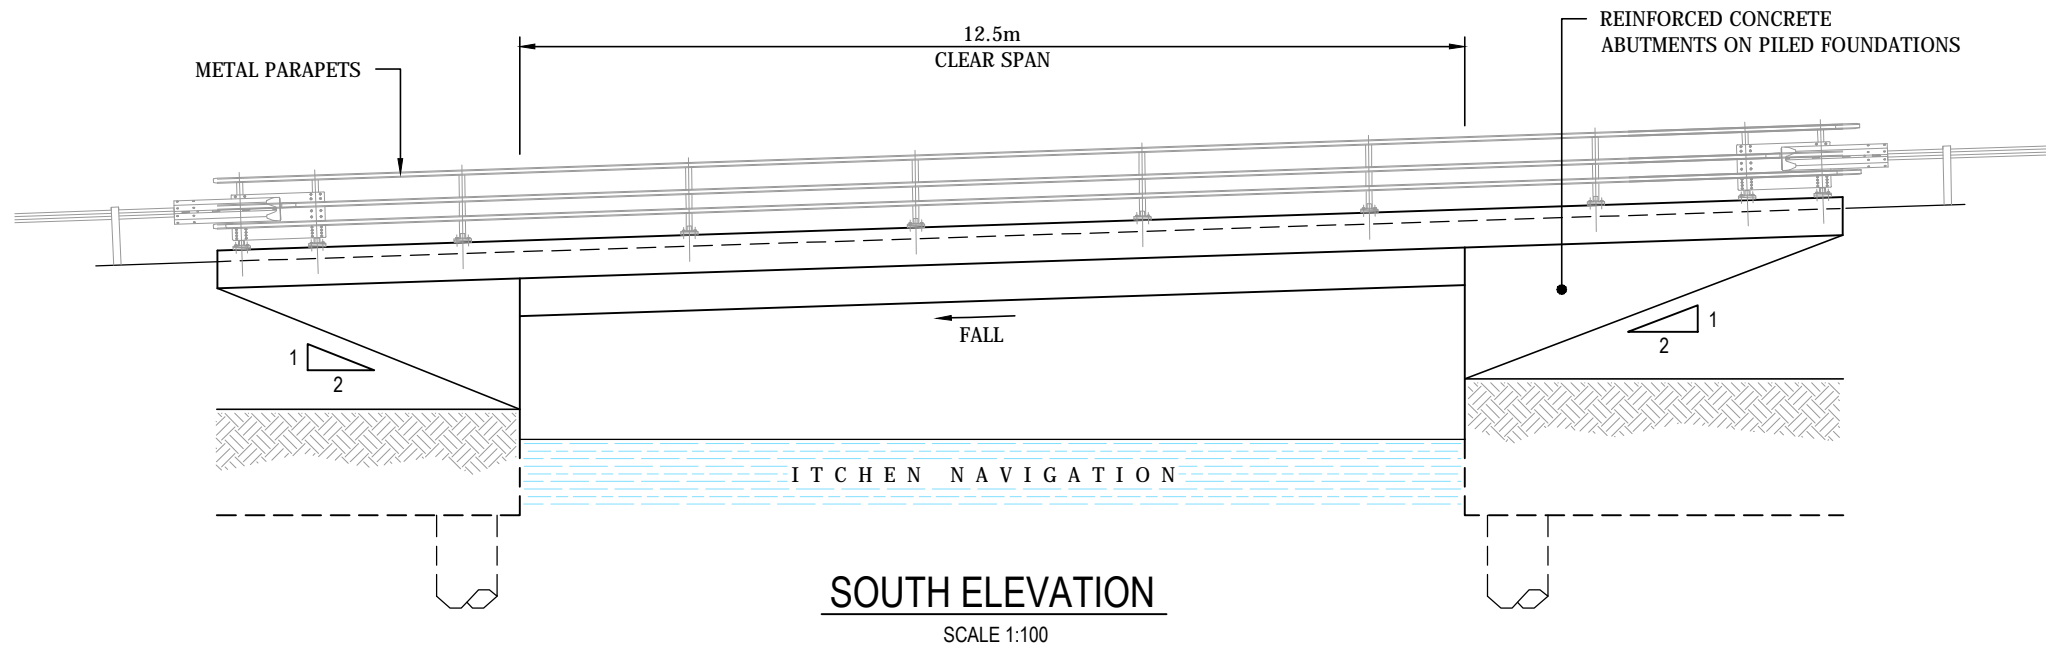 12.5m
CLEAR SPAN
REINFORCED CONCRETE
ABUTMENTS ON PILED FOUNDATIONS
METAL PARAPETS
FALL
1
2
1
2
ITCHEN NAVIGATION
SOUTH ELEVATION
SCALE 1:100